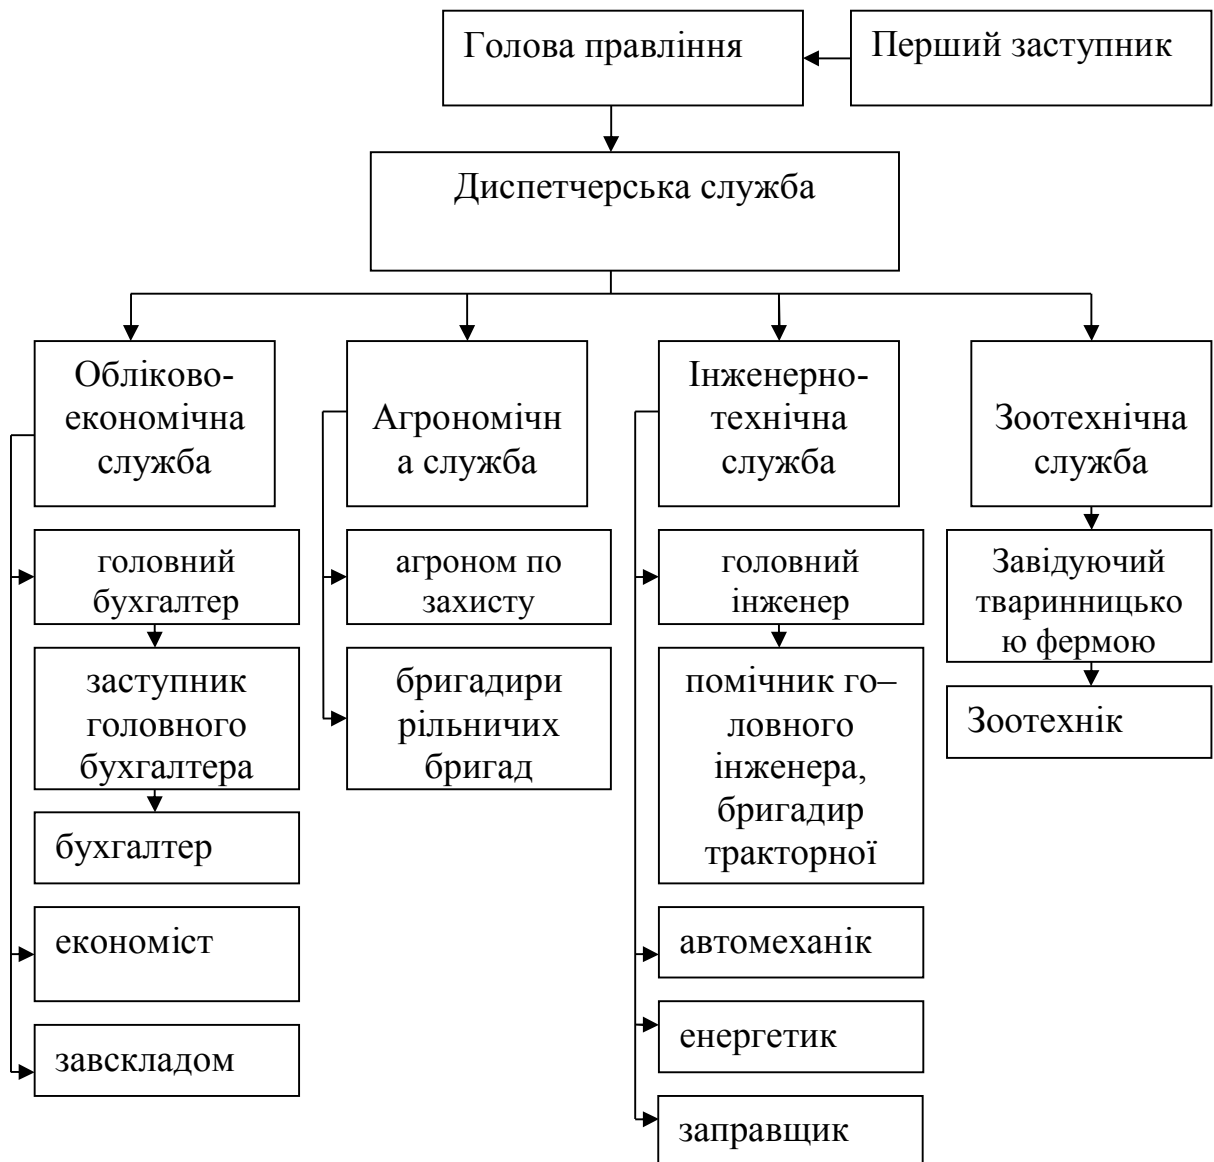 Голова правління
Перший заступник
Диспетчерська служба
Обліково-
економічна
служба
Агрономічн
а служба
Інженерно-
технічна
служба
Зоотехнічна
служба
головний
бухгалтер
агроном по
захисту
головний
інженер
Завідуючий
тваринницько
ю фермою
заступник
головного
бухгалтера
бригадири
рільничих
бригад
помічник го–
ловного
інженера,
бригадир
тракторної
Зоотехнік
бухгалтер
економіст
автомеханік
енергетик
завскладом
заправщик